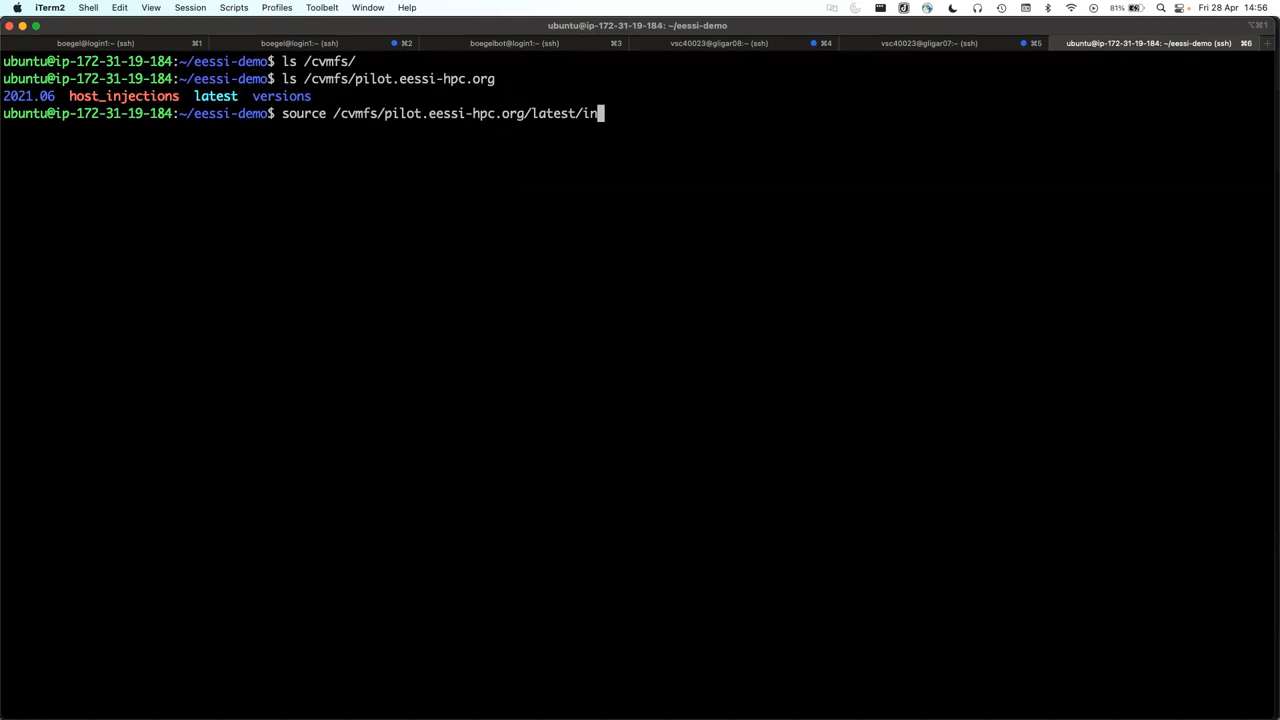 iTerm2 Shell Edit View Session Scripts Profiles Toolbelt Window Help 81% Fri 28 Apr 14:56
ubuntu@ip-172-31-19-184: ~/eessi-demo ⌥⌘1
boegel@login1:~ (ssh) ⌘1 boegel@login1:~ (ssh) ⌘2 boegelbot@login1:~ (ssh) ⌘3 vsc40023@gligar08:~ (ssh) ⌘4 vsc40023@gligar07:~ (ssh) ⌘5 ubuntu@ip-172-31-19-184: ~/eessi-demo (ssh) ⌘6
ubuntu@ip-172-31-19-184:~/eessi-demo$ ls /cvmfs/
ubuntu@ip-172-31-19-184:~/eessi-demo$ ls /cvmfs/pilot.eessi-hpc.org
2021.06 host_injections latest versions
ubuntu@ip-172-31-19-184:~/eessi-demo$ source /cvmfs/pilot.eessi-hpc.org/latest/in